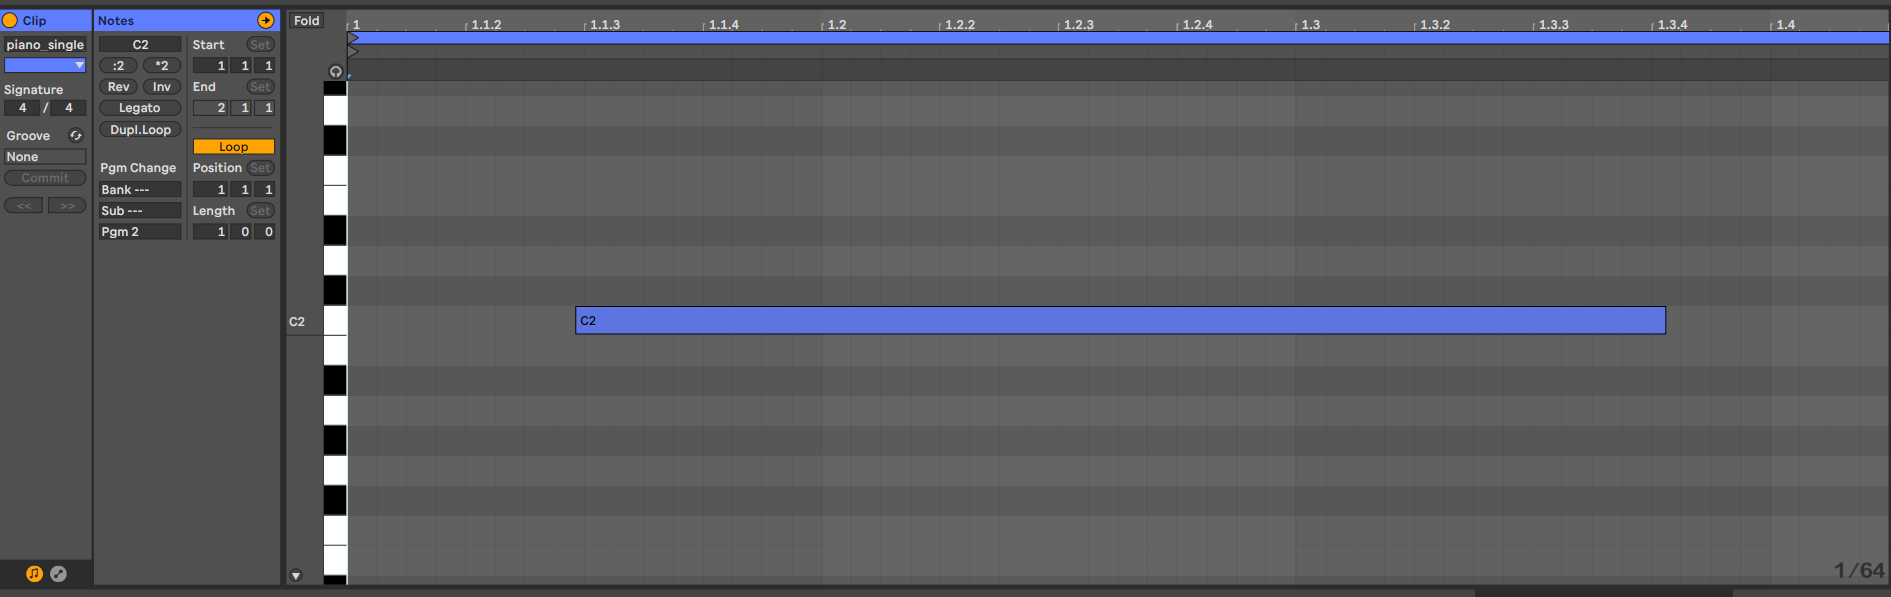 Clip
piano_single
Signature
4 / 4
Groove
None
Commit
<< >>
Notes
C2
:2 *2
Rev Inv
Legato
Dupl.Loop
Pgm Change
Bank ---
Sub ---
Pgm 2
Start Set
1 1 1
End Set
2 1 1
Loop
Position Set
1 1 1
Length Set
1 0 0
Fold
1 1.1.2 1.1.3 1.1.4 1.2 1.2.2 1.2.3 1.2.4 1.3 1.3.2 1.3.3 1.3.4 1.4
C2
C2
1/64